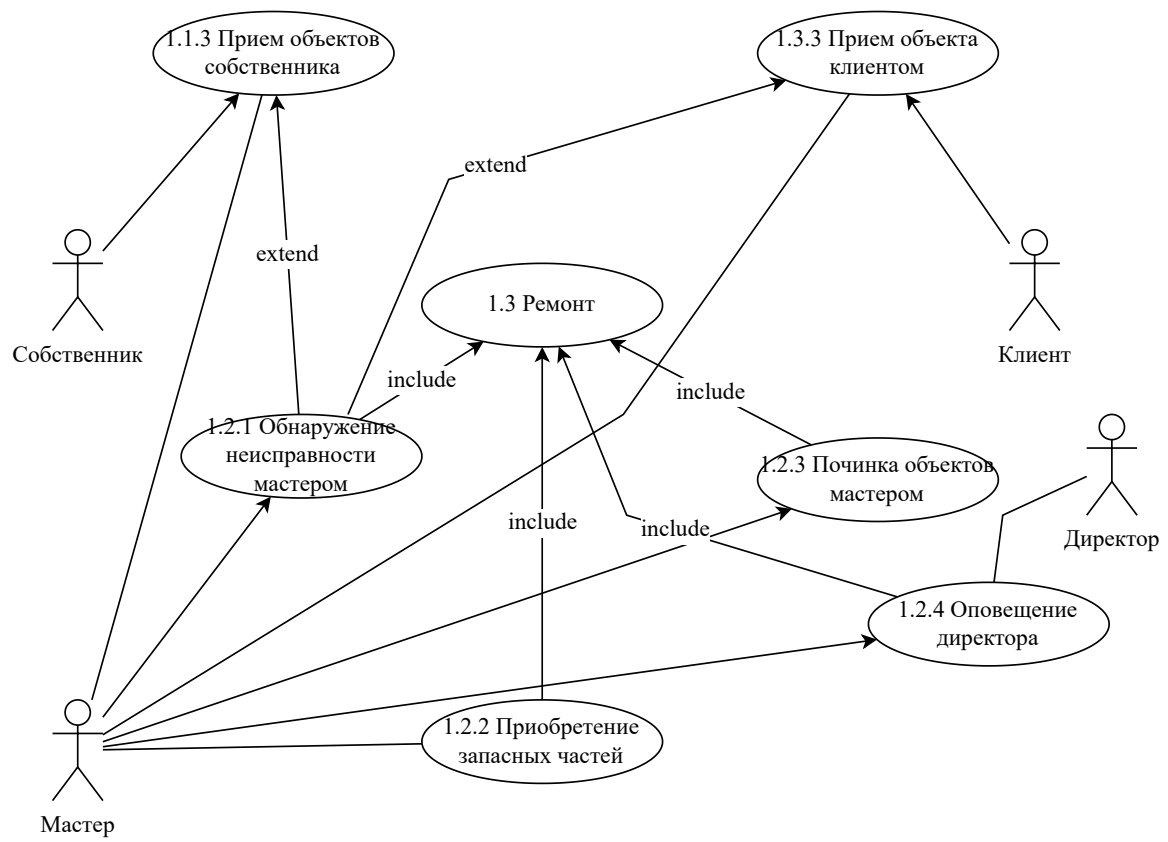 1.1.3 Прием объектов
собственника
1.3.3 Прием объекта
клиентом
extend
extend
1.3 Ремонт
Собственник
Клиент
include
include
1.2.1 Обнаружение
неисправности
мастером
1.2.3 Починка объектов
мастером
include
include
Директор
1.2.4 Оповещение
директора
1.2.2 Приобретение
запасных частей
Мастер